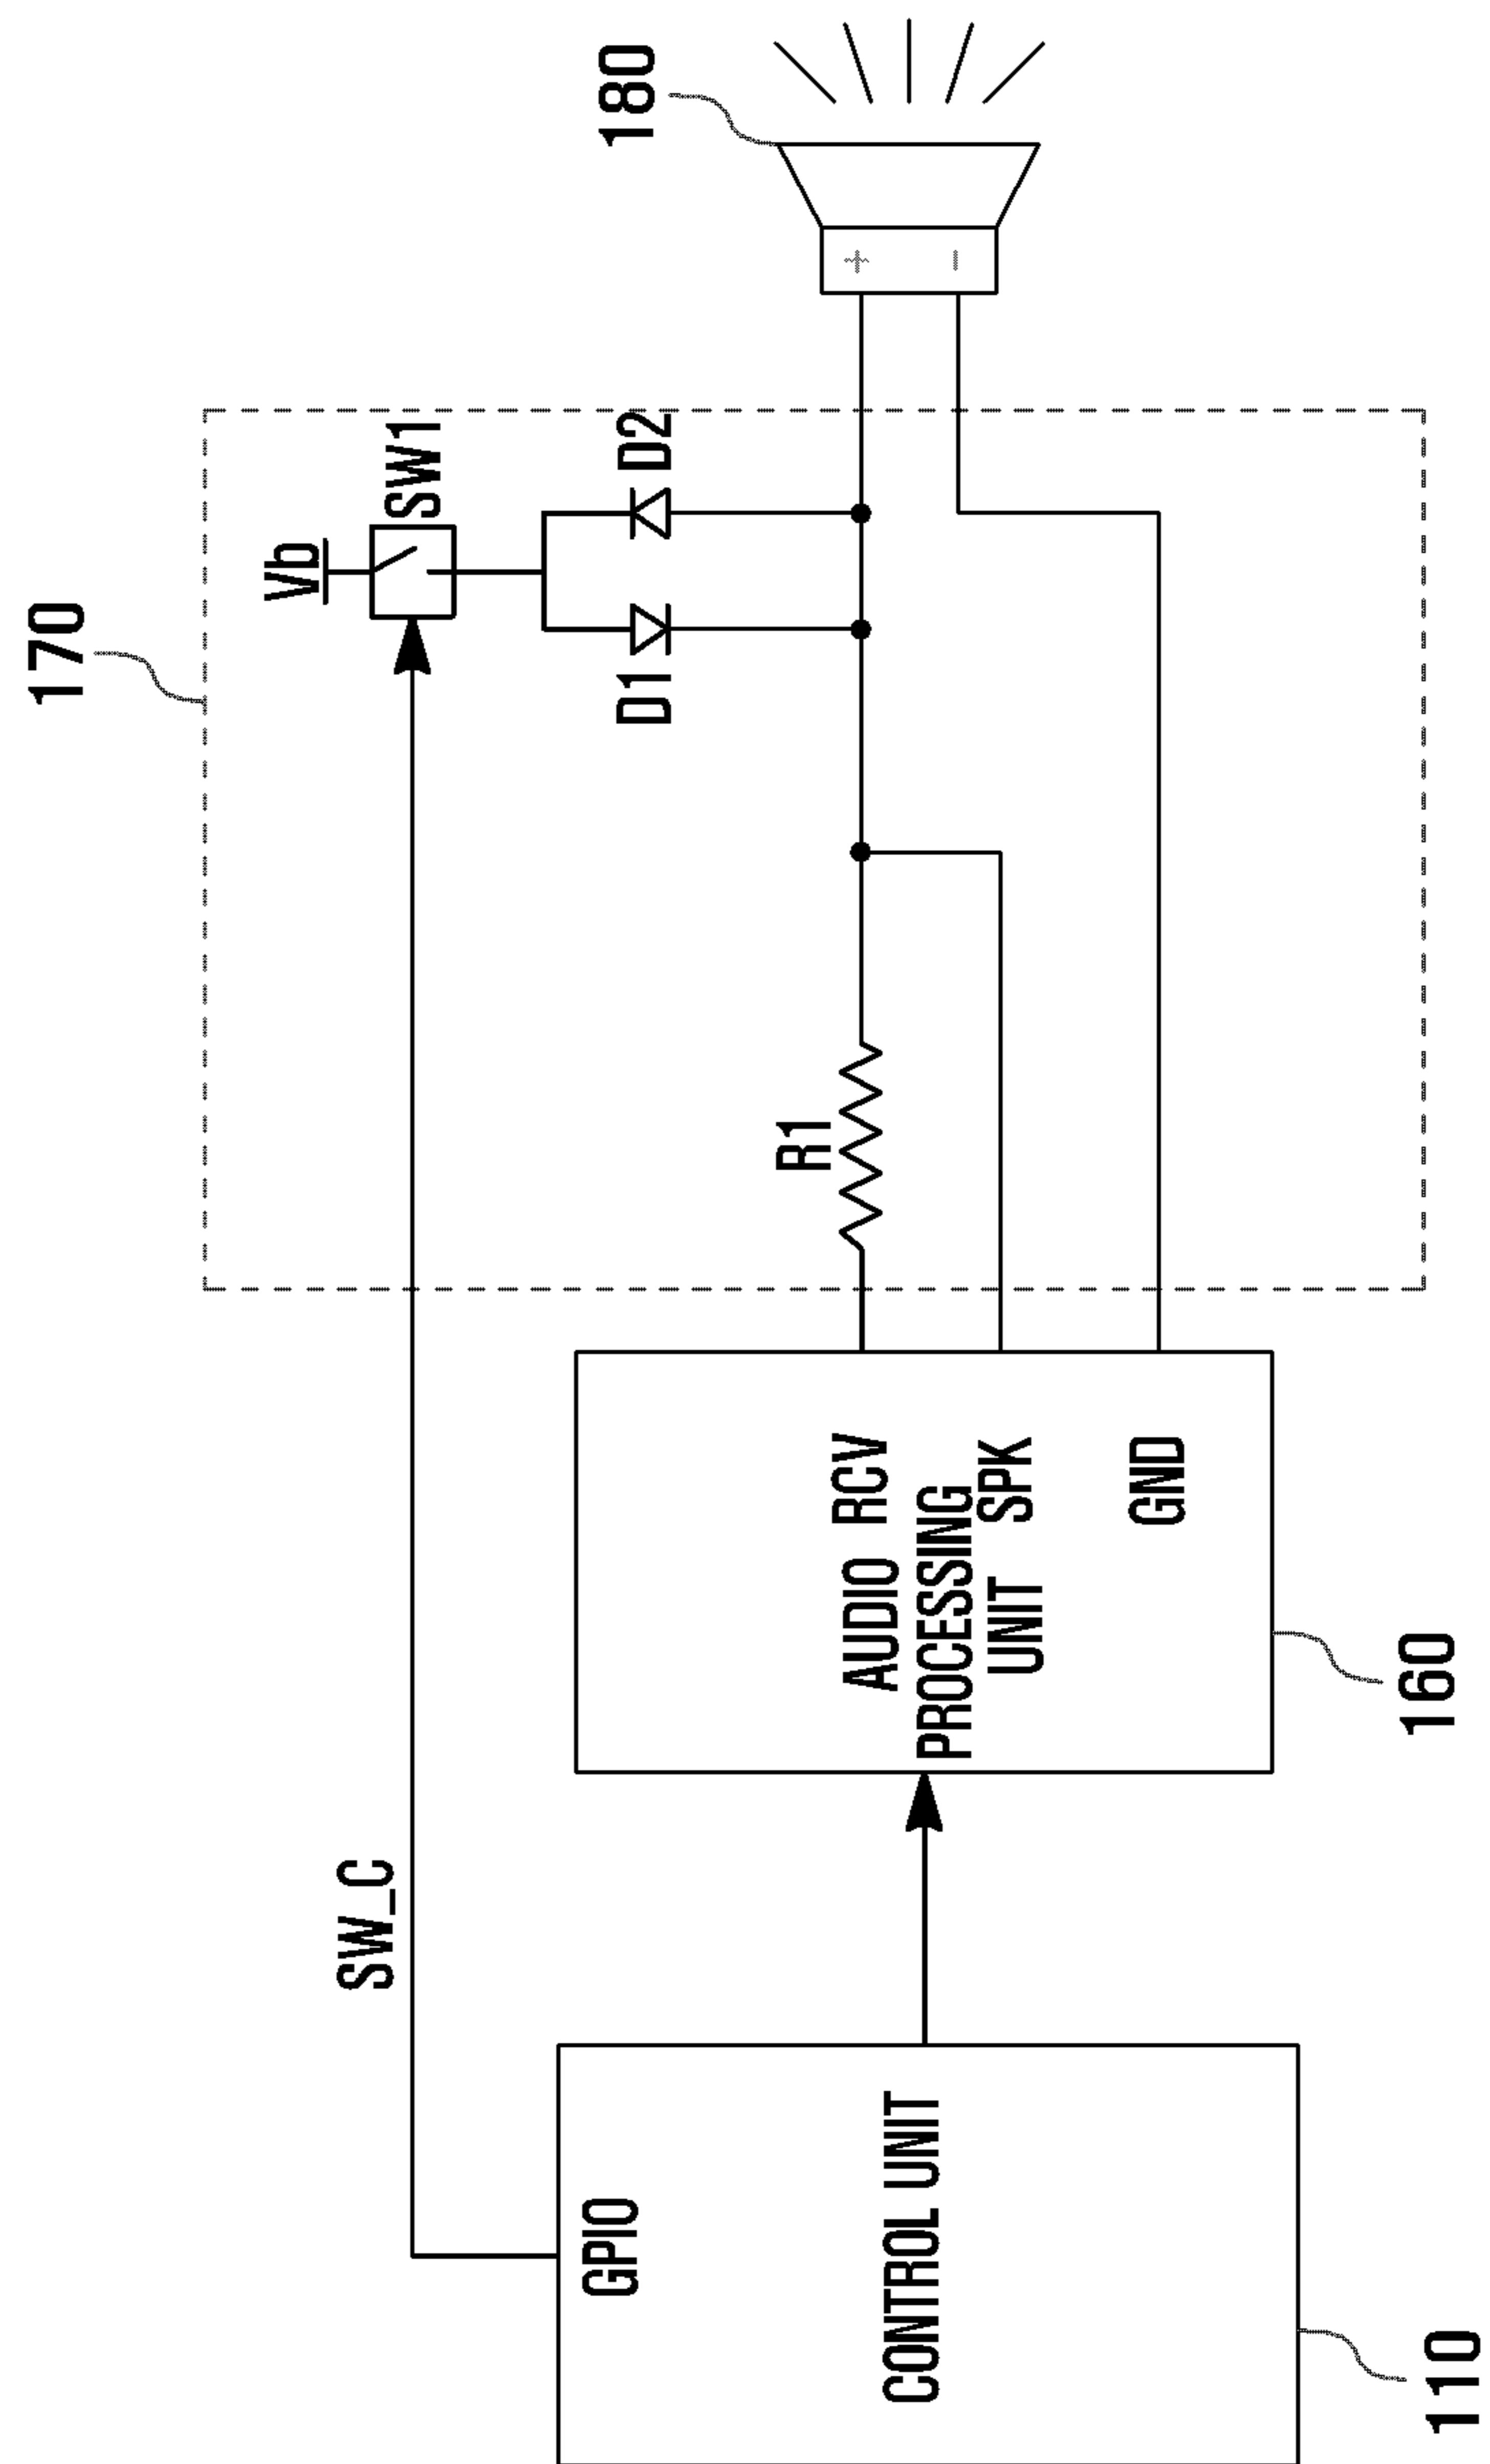 170
180
Vb
SW1
SW_C
D1
D2
+
-
R1
GPIO
CONTROL UNIT
AUDIO
PROCESSING
UNIT
RCV
SPK
GND
110
160